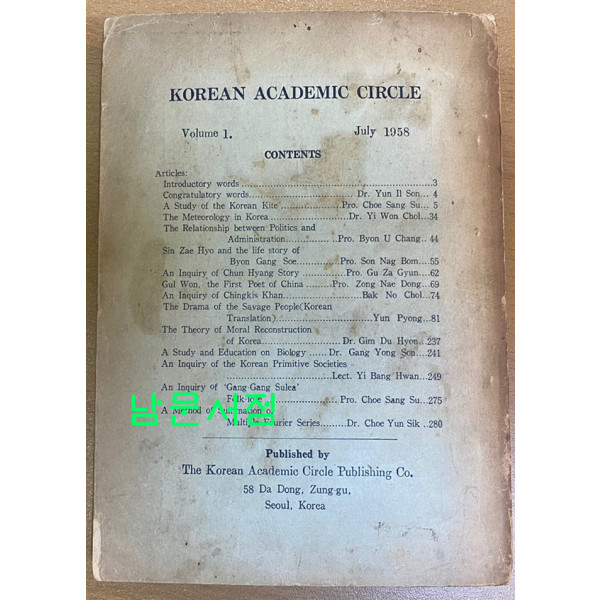 KOREAN ACADEMIC CIRCLE
Volume 1. July 1958
CONTENTS
Articles:
Introductory words ................................................3
Congratulatory words............................Dr. Yun Il Son... 4
A Study of the Korean Kite ...............Pro. Choe Sang Su... 5
The Meteorology in Korea .....................Dr. Yi Won Chol...34
The Relationship between Politics and
Administration.............. ..Pro. Byon U Chang.. 44
Sin Zae Hyo and the life story of
Byon Gang Soe.............Pro. Son Nag Bom....55
An Inquiry of Chun Hyang Story ............Pro. Gu Za Gyun....62
Gul Won, the First Poet of China ........Pro. Zong Nae Dong...69
An Inquiry of Chingkis Khan.....................Bak No Chol...74
The Drama of the Savage People(Korean
Translation)..........................Yun Pyong....81
The Theory of Moral Reconstruction
of Korea.....................Dr. Gim Du Hyon...237
A Study and Education on Biology .....Dr. Gang Yong Son...241
An Inquiry of the Korean Primitive Societies
...........................Lect. Yi Bang Hwan...249
An Inquiry of 'Gang-Gang Sulea'
Folk-lore....................Pro. Choe Sang Su...275
A Method of Summation of
Multiple Fourier Series........Dr. Choe Yun Sik ..280
남문서점
Published by
The Korean Academic Circle Publishing Co.
58 Da Dong, Zung-gu,
Seoul, Korea